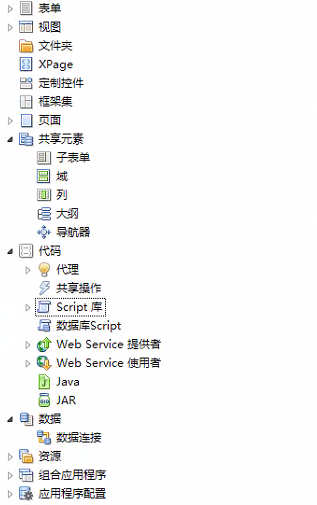 表单
视图
文件夹
XPage
定制控件
框架集
页面
共享元素
子表单
域
列
大纲
导航器
代码
代理
共享操作
Script 库
数据库Script
Web Service 提供者
Web Service 使用者
Java
JAR
数据
数据连接
资源
组合应用程序
应用程序配置